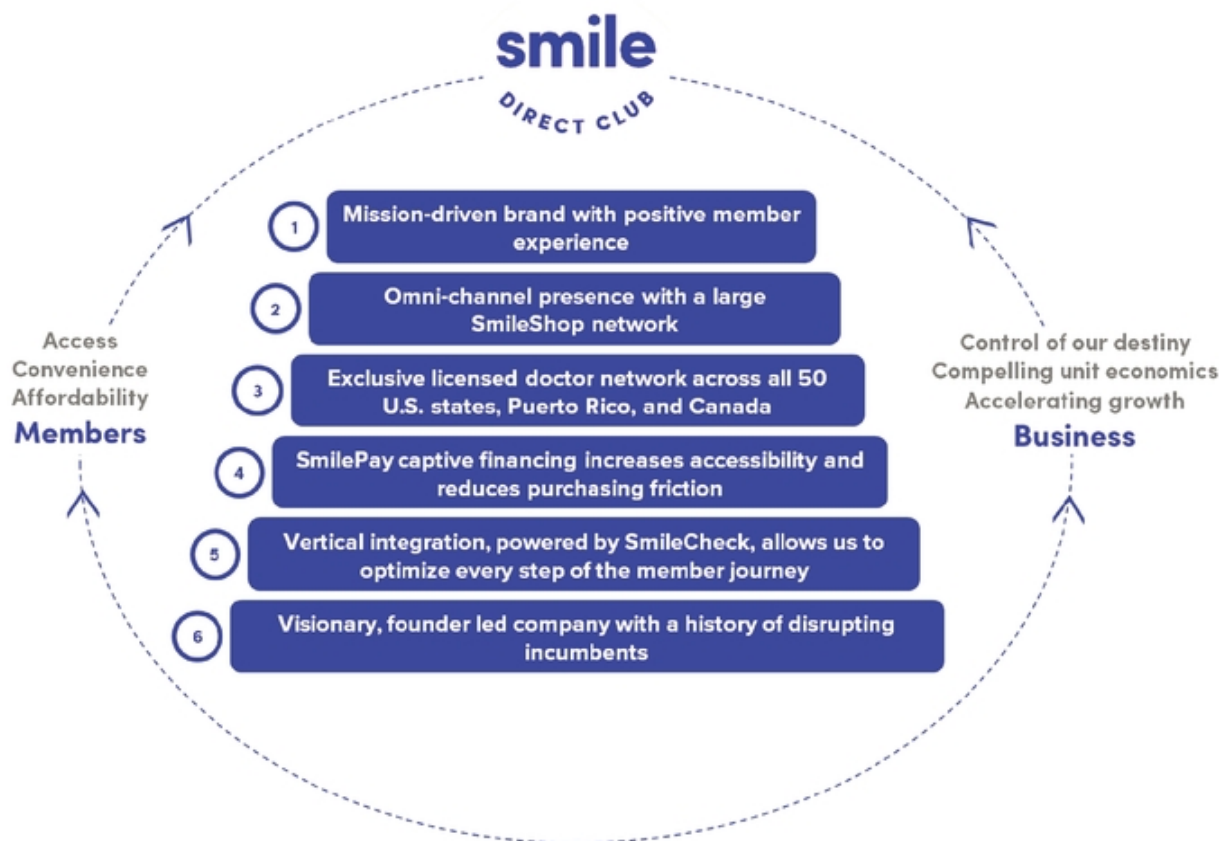 smile
DIRECT CLUB
1
Mission-driven brand with positive member
experience
2
Omni-channel presence with a large
SmileShop network
3
Exclusive licensed doctor network across all 50
U.S. states, Puerto Rico, and Canada
4
SmilePay captive financing increases accessibility and
reduces purchasing friction
5
Vertical integration, powered by SmileCheck, allows us to
optimize every step of the member journey
6
Visionary, founder led company with a history of disrupting
incumbents
Access
Convenience
Affordability
Members
Control of our destiny
Compelling unit economics
Accelerating growth
Business